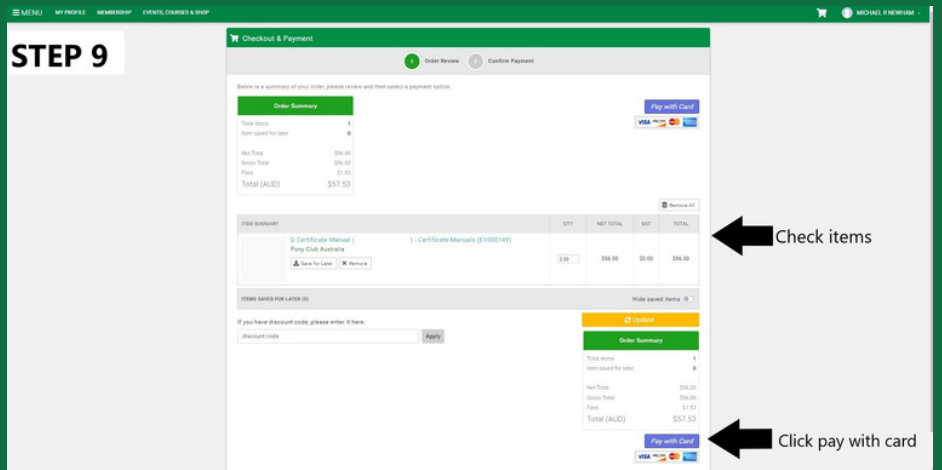 MENU MY PROFILE MEMBERSHIP EVENTS, COURSES & SHOP MICHAEL R NEWHAM
STEP 9
Checkout & Payment
1 Order Review 2 Confirm Payment
Below is a summary of your order, please review and then select a payment option.
Order Summary
Pay with Card
VISA
Total items 1
Item saved for later 0
Net Total $56.00
Gross Total $56.00
Fees $1.53
Total (AUD) $57.53
Remove All
ITEM SUMMARY QTY NET TOTAL GST TOTAL
Check items
D Certificate Manual ( ) - Certificate Manuals (EV000149)
Pony Club Australia
Save for Later Remove
2.00 $56.00 $0.00 $56.00
ITEMS SAVED FOR LATER (0) Hide saved items
If you have discount code, please enter it here.
discount code Apply
Update
Order Summary
Total items 1
Item saved for later 0
Net Total $56.00
Gross Total $56.00
Fees $1.53
Total (AUD) $57.53
Pay with Card
Click pay with card
VISA